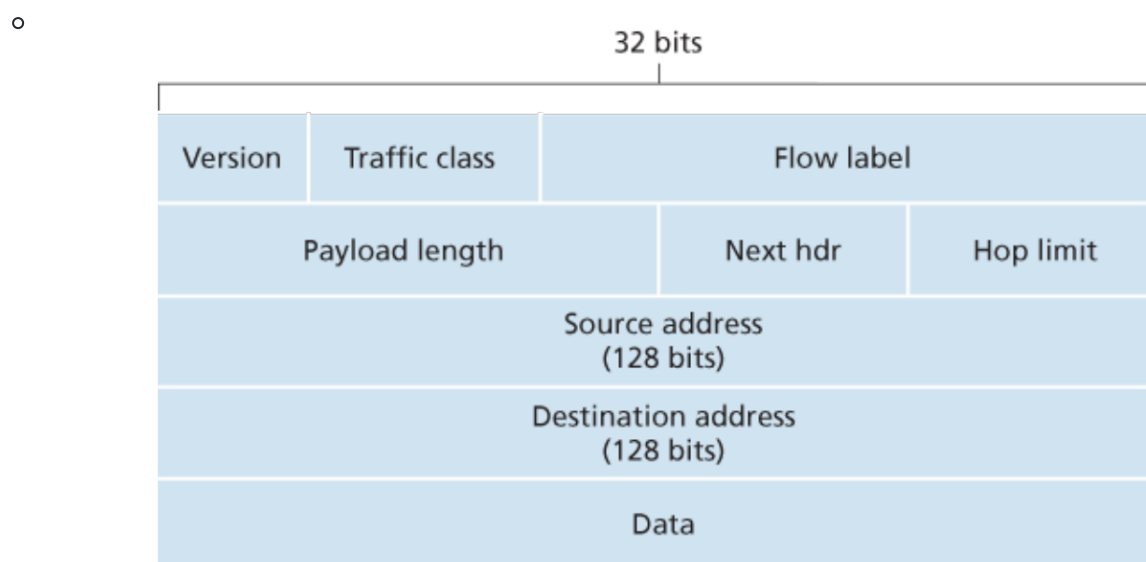 32 bits
Version Traffic class Flow label
Payload length Next hdr Hop limit
Source address
(128 bits)
Destination address
(128 bits)
Data